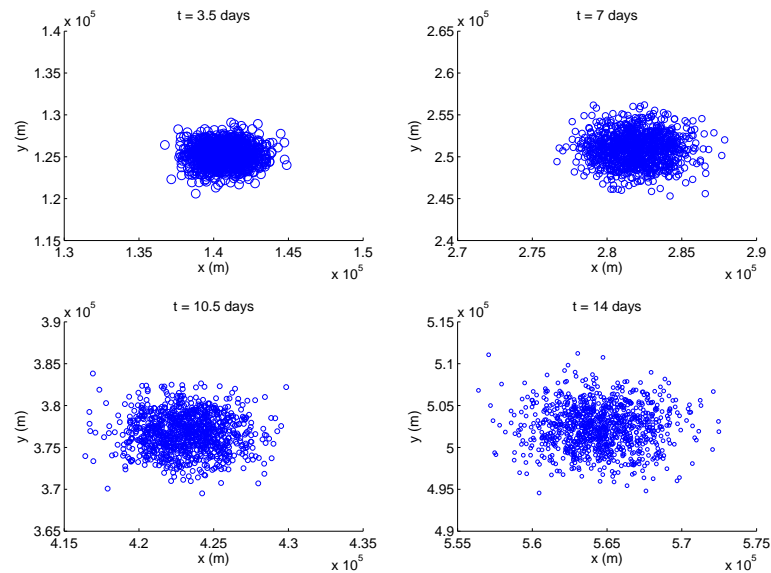 t = 3.5 days
x 10^5
1.4
1.35
1.3
1.25
1.2
1.15
y (m)
1.3 1.35 1.4 1.45 1.5
x (m)
x 10^5
t = 7 days
x 10^5
2.65
2.6
2.55
2.5
2.45
2.4
y (m)
2.7 2.75 2.8 2.85 2.9
x (m)
x 10^5
t = 10.5 days
x 10^5
3.9
3.85
3.8
3.75
3.7
3.65
y (m)
4.15 4.2 4.25 4.3 4.35
x (m)
x 10^5
t = 14 days
x 10^5
5.15
5.1
5.05
5
4.95
4.9
y (m)
5.55 5.6 5.65 5.7 5.75
x (m)
x 10^5